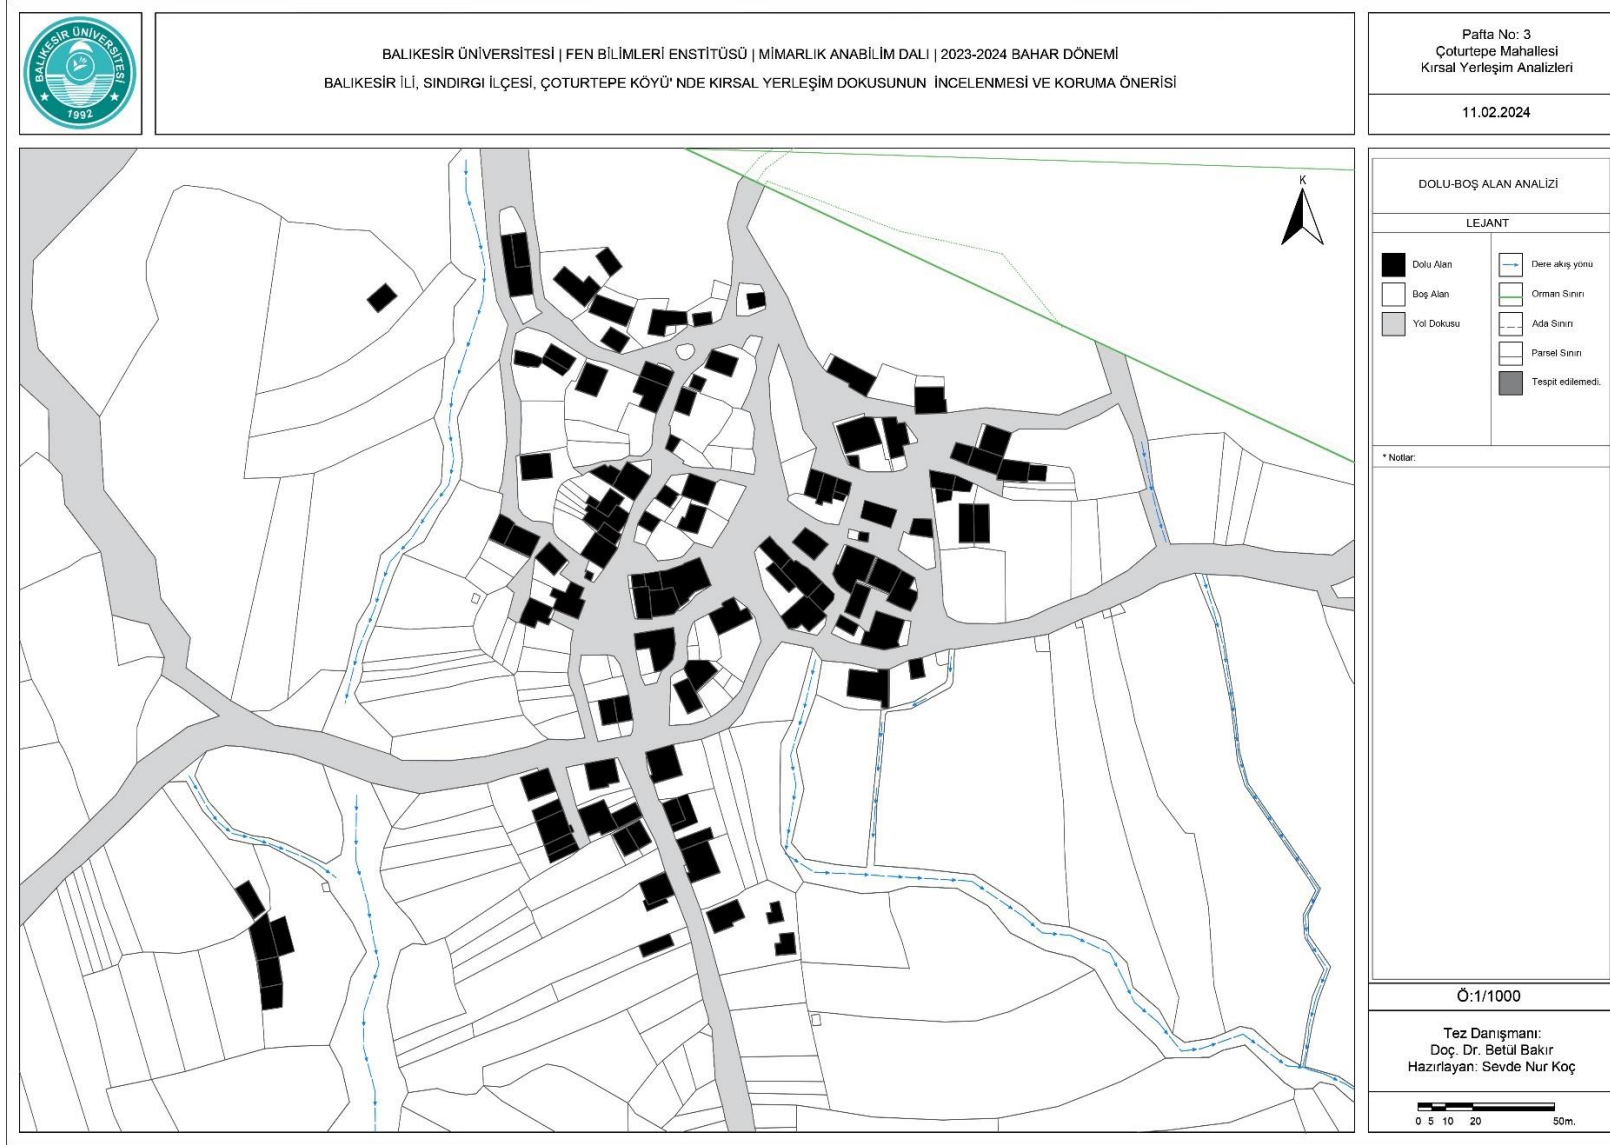 BALIKESİR ÜNİVERSİTESİ
1992
BALIKESİR ÜNİVERSİTESİ | FEN BİLİMLERİ ENSTİTÜSÜ | MİMARLIK ANABİLİM DALI | 2023-2024 BAHAR DÖNEMİ
BALIKESİR İLİ, SINDIRGI İLÇESİ, ÇOTURTEPE KÖYÜ' NDE KIRSAL YERLEŞİM DOKUSUNUN İNCELENMESİ VE KORUMA ÖNERİSİ
Pafta No: 3
Çoturtepe Mahallesi
Kırsal Yerleşim Analizleri
11.02.2024
K
DOLU-BOŞ ALAN ANALİZİ
LEJANT
Dolu Alan
Boş Alan
Yol Dokusu
Dere akış yönü
Orman Sınırı
Ada Sınırı
Parsel Sınırı
Tespit edilemedi.
* Notlar:
Ö:1/1000
Tez Danışmanı:
Doç. Dr. Betül Bakır
Hazırlayan: Sevde Nur Koç
0 5 10 20 50m.